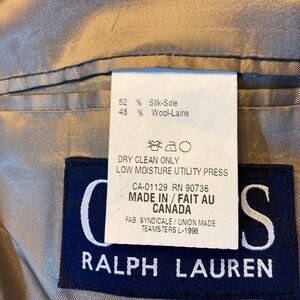 52 % Silk-Soie
48 % Wool-Laine
DRY CLEAN ONLY
LOW MOISTURE UTILITY PRESS
CA-01129 RN 90736
MADE IN / FAIT AU
CANADA
FAB. SYNDICALE / UNION MADE
TEAMSTERS L-1998
C S
RALPH LAUREN